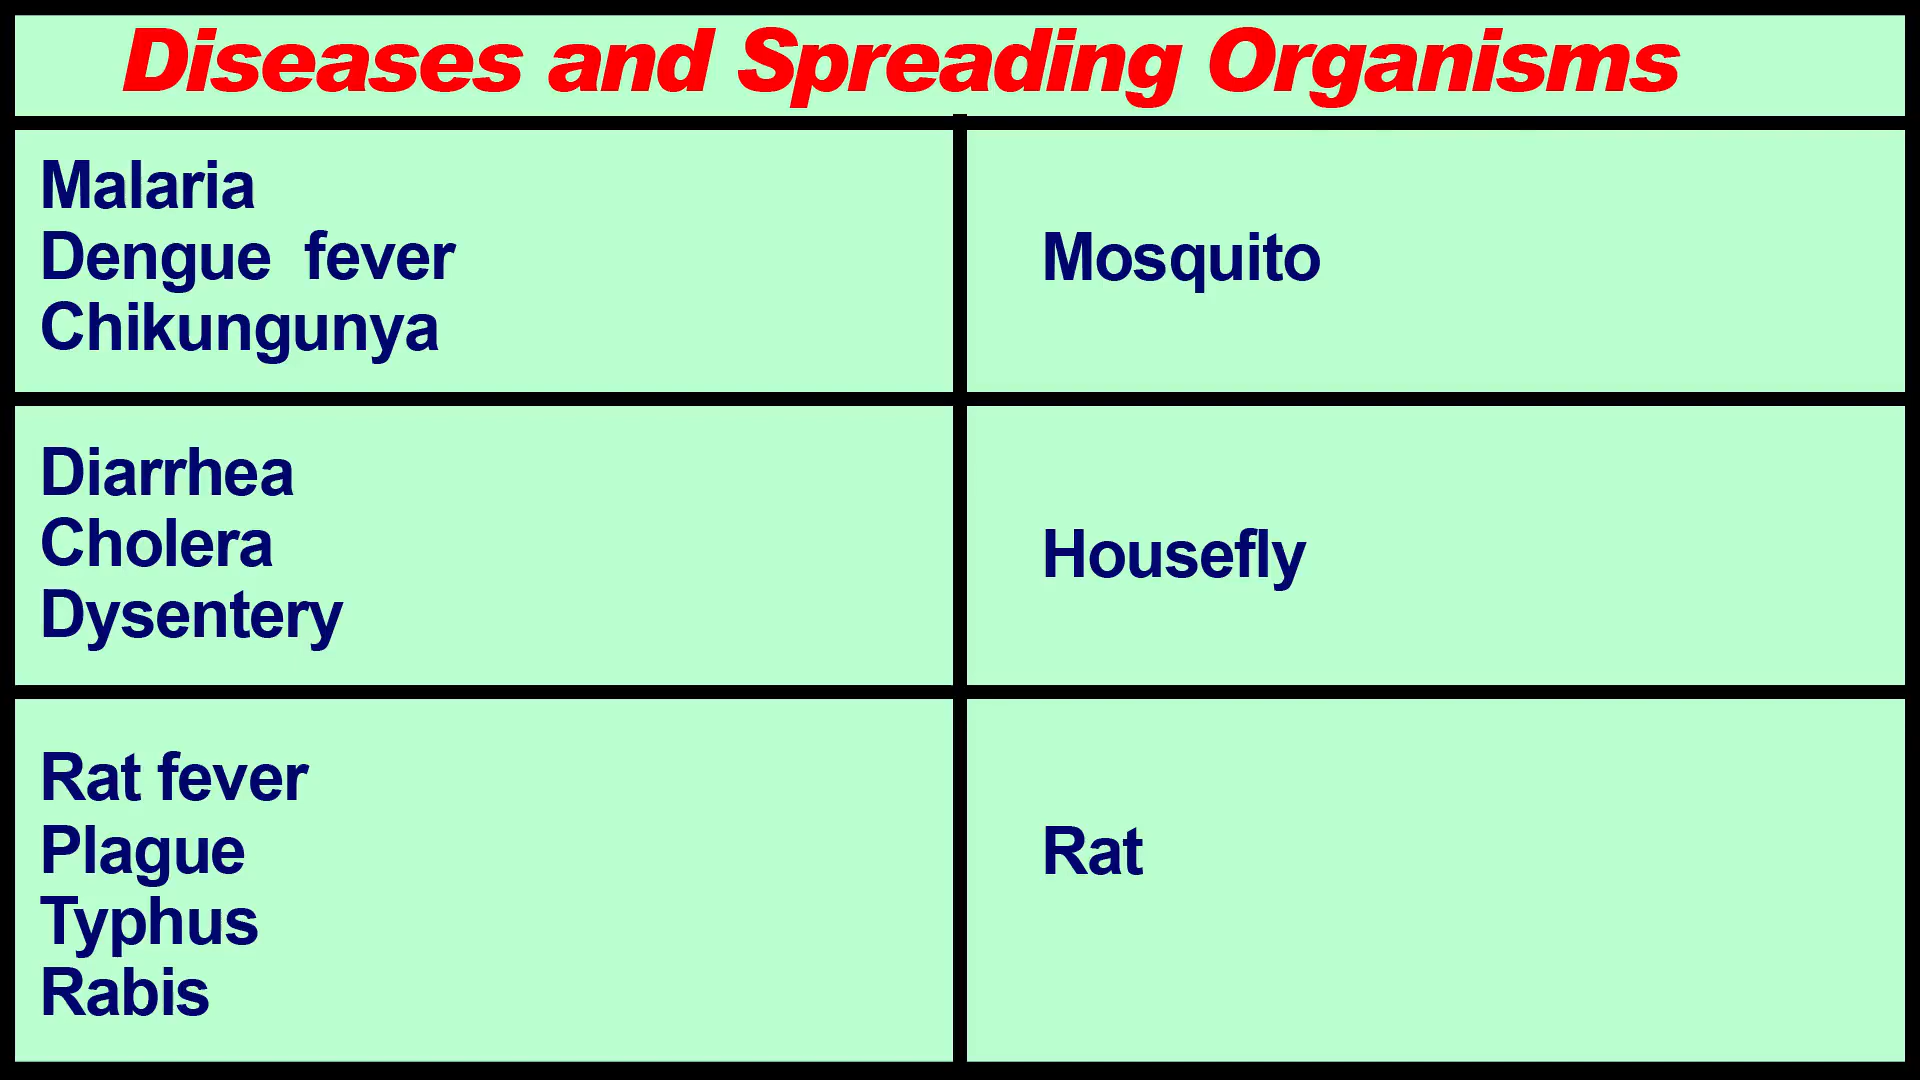 Diseases and Spreading Organisms
Malaria
Dengue fever
Chikungunya
Mosquito
Diarrhea
Cholera
Dysentery
Housefly
Rat fever
Plague
Typhus
Rabis
Rat